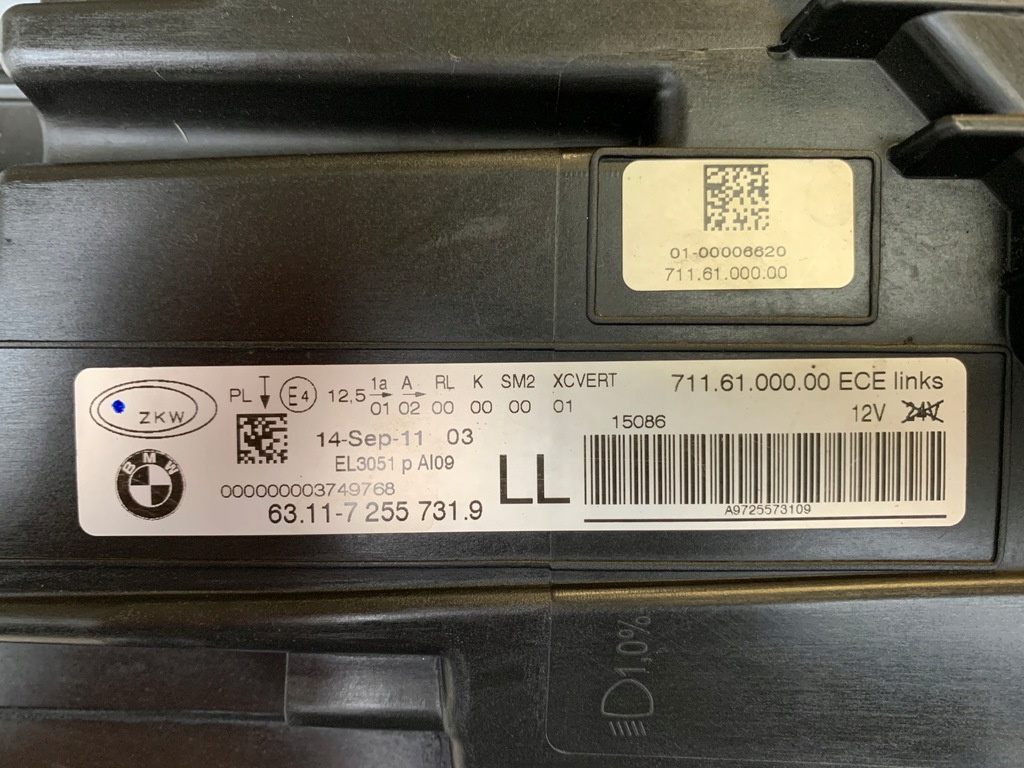 01-00006620
711.61.000.00
ZKW
PL T E4 12,5 1a A RL K SM2 XCVERT
01 02 00 00 00 01
711.61.000.00 ECE links
12V 24V
14-Sep-11 03
15086
EL3051 p AI09
000000003749768
LL
63.11-7 255 731.9
A9725573109
BMW
1,0%